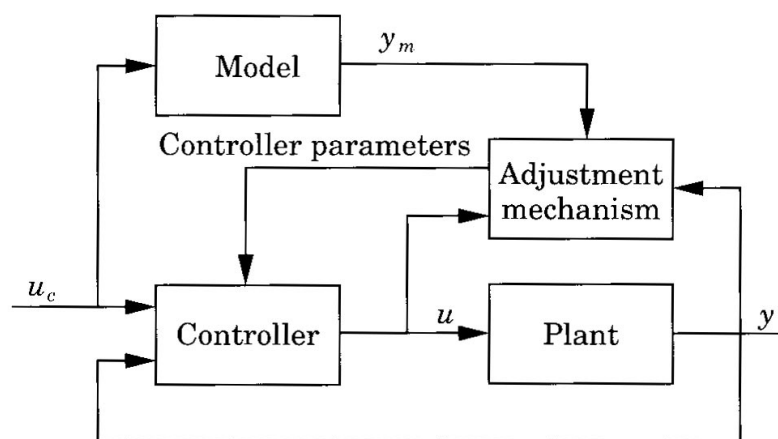 y_m
Model
Controller parameters
Adjustment
mechanism
u_c
Controller
u
Plant
y